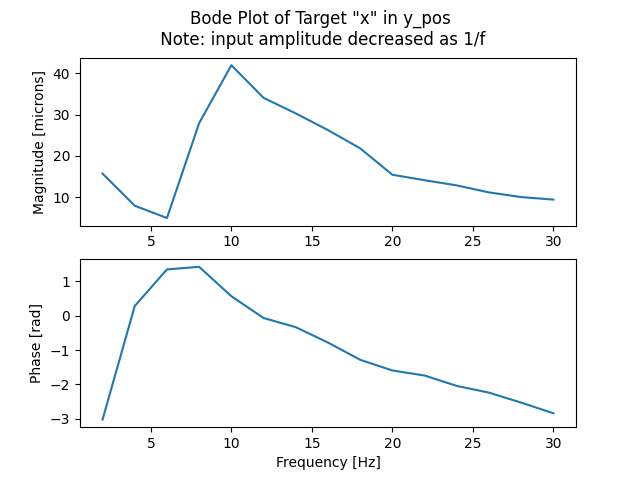 Bode Plot of Target "x" in y_pos
Note: input amplitude decreased as 1/f
Magnitude [microns]
40
30
20
10
5 10 15 20 25 30
Phase [rad]
1
0
−1
−2
−3
5 10 15 20 25 30
Frequency [Hz]